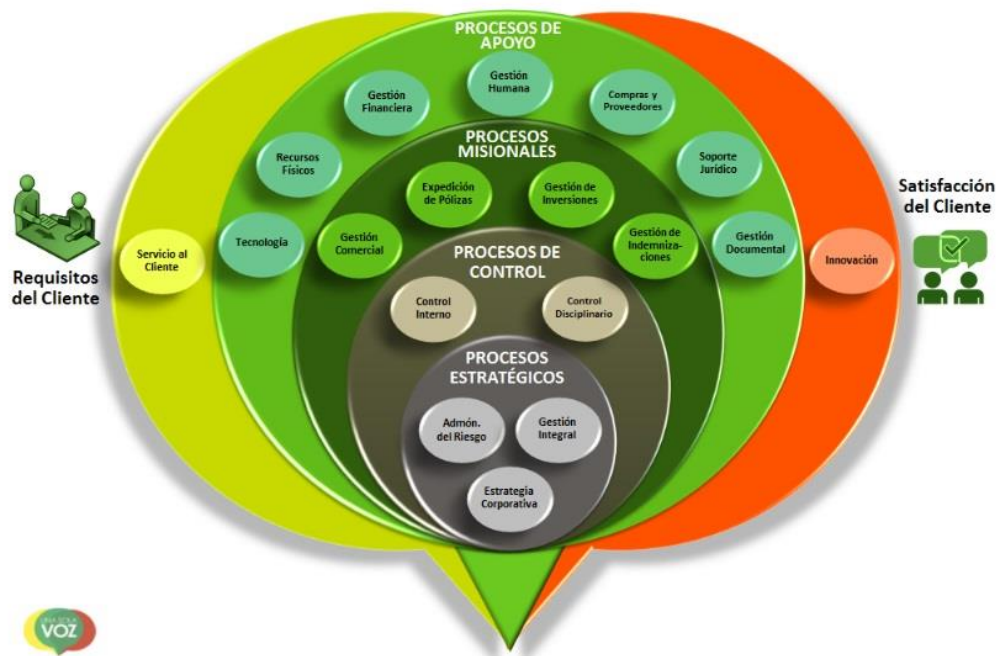 PROCESOS DE
APOYO
Gestión
Humana
Gestión
Financiera
Compras y
Proveedores
Recursos
Físicos
Soporte
Jurídico
Tecnología
Gestión
Documental
PROCESOS
MISIONALES
Expedición
de Pólizas
Gestión de
Inversiones
Gestión
Comercial
Gestión de
Indemniza-
ciones
Requisitos
del Cliente
Servicio al
Cliente
Innovación
Satisfacción
del Cliente
PROCESOS DE
CONTROL
Control
Interno
Control
Disciplinario
PROCESOS
ESTRATÉGICOS
Admón.
del Riesgo
Gestión
Integral
Estrategia
Corporativa
UNA SOLA
VOZ